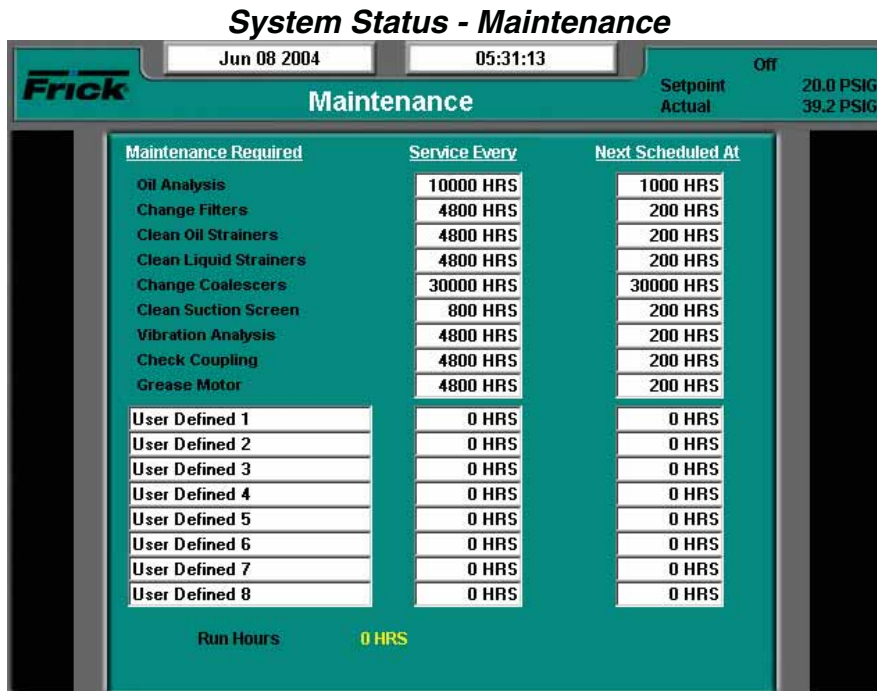 System Status - Maintenance
Jun 08 2004 05:31:13 Off
Frick Maintenance Setpoint 20.0 PSIG
Actual 39.2 PSIG
Maintenance Required Service Every Next Scheduled At
Oil Analysis 10000 HRS 1000 HRS
Change Filters 4800 HRS 200 HRS
Clean Oil Strainers 4800 HRS 200 HRS
Clean Liquid Strainers 4800 HRS 200 HRS
Change Coalescers 30000 HRS 30000 HRS
Clean Suction Screen 800 HRS 200 HRS
Vibration Analysis 4800 HRS 200 HRS
Check Coupling 4800 HRS 200 HRS
Grease Motor 4800 HRS 200 HRS
User Defined 1 0 HRS 0 HRS
User Defined 2 0 HRS 0 HRS
User Defined 3 0 HRS 0 HRS
User Defined 4 0 HRS 0 HRS
User Defined 5 0 HRS 0 HRS
User Defined 6 0 HRS 0 HRS
User Defined 7 0 HRS 0 HRS
User Defined 8 0 HRS 0 HRS
Run Hours 0 HRS